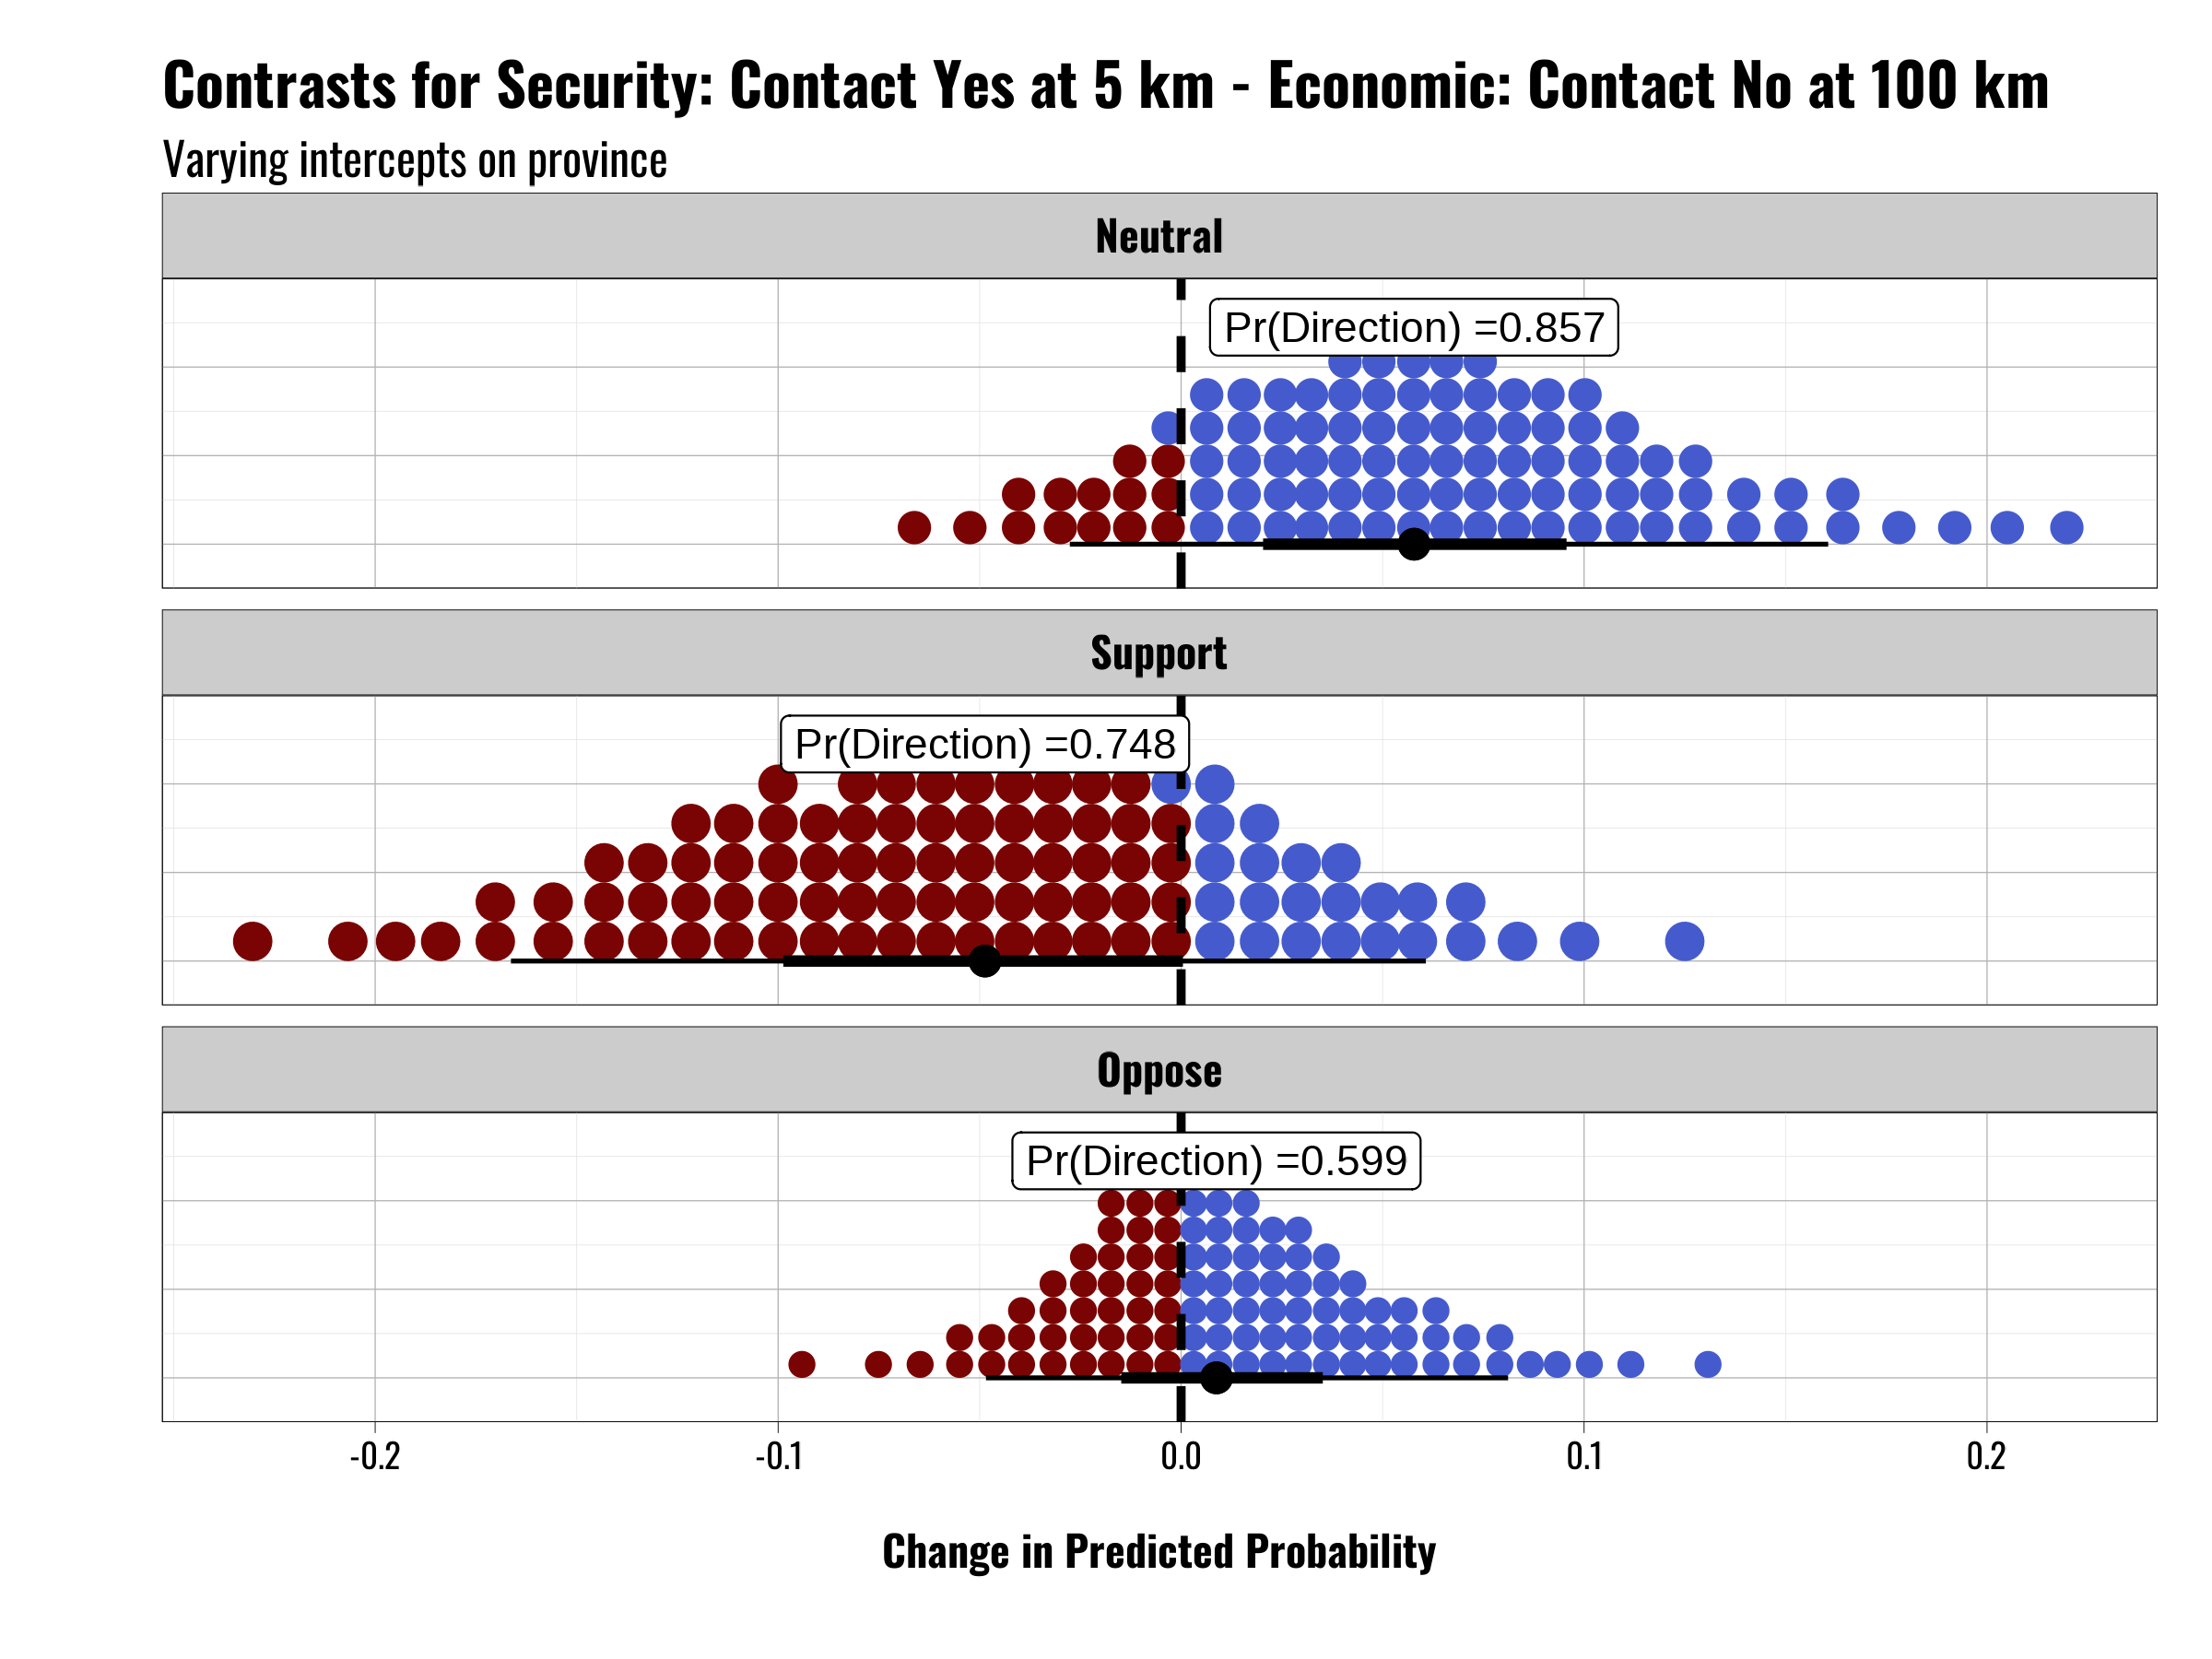 Contrasts for Security: Contact Yes at 5 km - Economic: Contact No at 100 km
Varying intercepts on province
Neutral
Pr(Direction) =0.857
Support
Pr(Direction) =0.748
Oppose
Pr(Direction) =0.599
-0.2 -0.1 0.0 0.1 0.2
Change in Predicted Probability